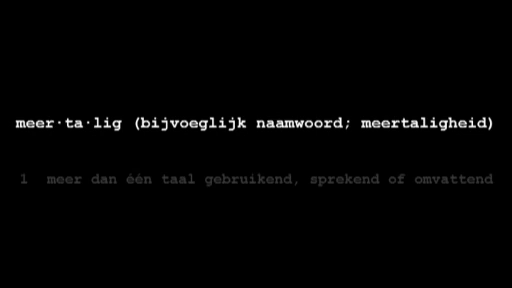 meer·ta·lig (bijvoeglijk naamwoord; meertaligheid)
1 meer dan één taal gebruikend, sprekend of omvattend